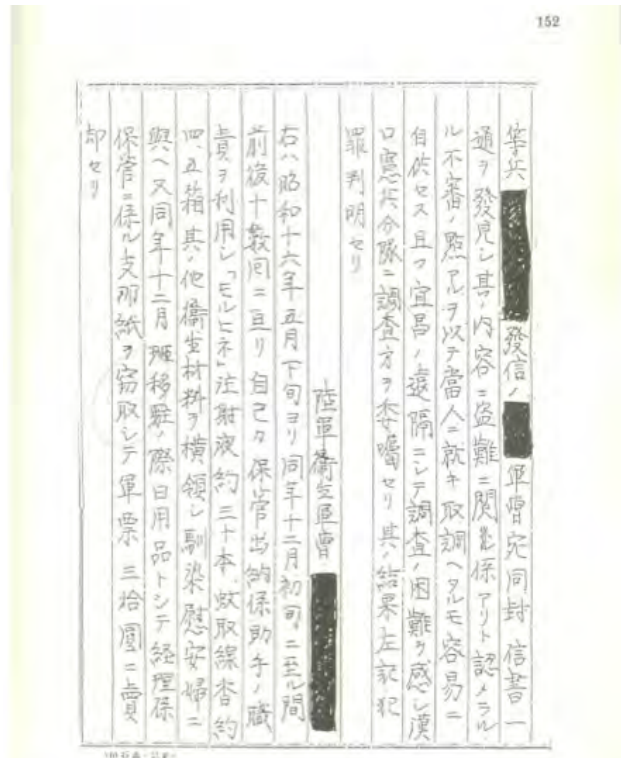 152
等兵 發信ノ 軍曹宛同封信書一
通ヲ發見シ其ノ内容ニ盗難ニ関係アリト認メラル
ル不審ノ點アルヲ以テ當人ニ就キ取調ヘタルモ容易ニ
自供セス且ツ宜昌ノ遠隔ニシテ調査ノ困難ヲ感シ漢
口憲兵分隊ニ調査方ヲ委囑セリ其ノ結果左記犯
罪判明セリ
陸軍衛生軍曹
右ハ昭和十六年五月下旬ヨリ同年十二月初旬ニ至ル間
前後十数回ニ亘リ自己カ保管出納係助手ノ職
責ヲ利用シ「モルヒネ」注射液約三十本、蚊取線香約
四、五箱其ノ他衛生材料ヲ横領シ馴染慰安婦ニ
與ヘ又同年十二月 移駐ノ際日用品トシテ経理係
保管ニ係ル支那紙ヲ窃取シテ軍票三拾圓ニ賣
却セリ